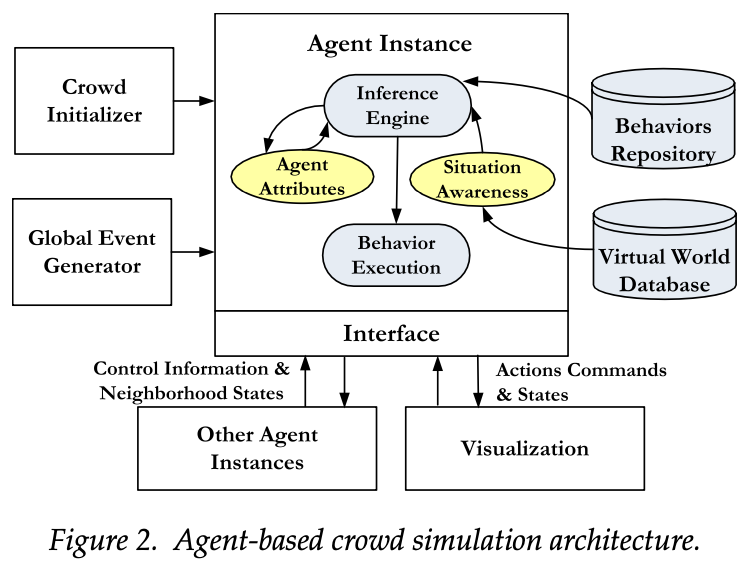 Agent Instance
Crowd
Initializer
Inference
Engine
Behaviors
Repository
Agent
Attributes
Situation
Awareness
Global Event
Generator
Behavior
Execution
Virtual World
Database
Interface
Control Information &
Neighborhood States
Actions Commands
& States
Other Agent
Instances
Visualization
Figure 2.  Agent-based crowd simulation architecture.